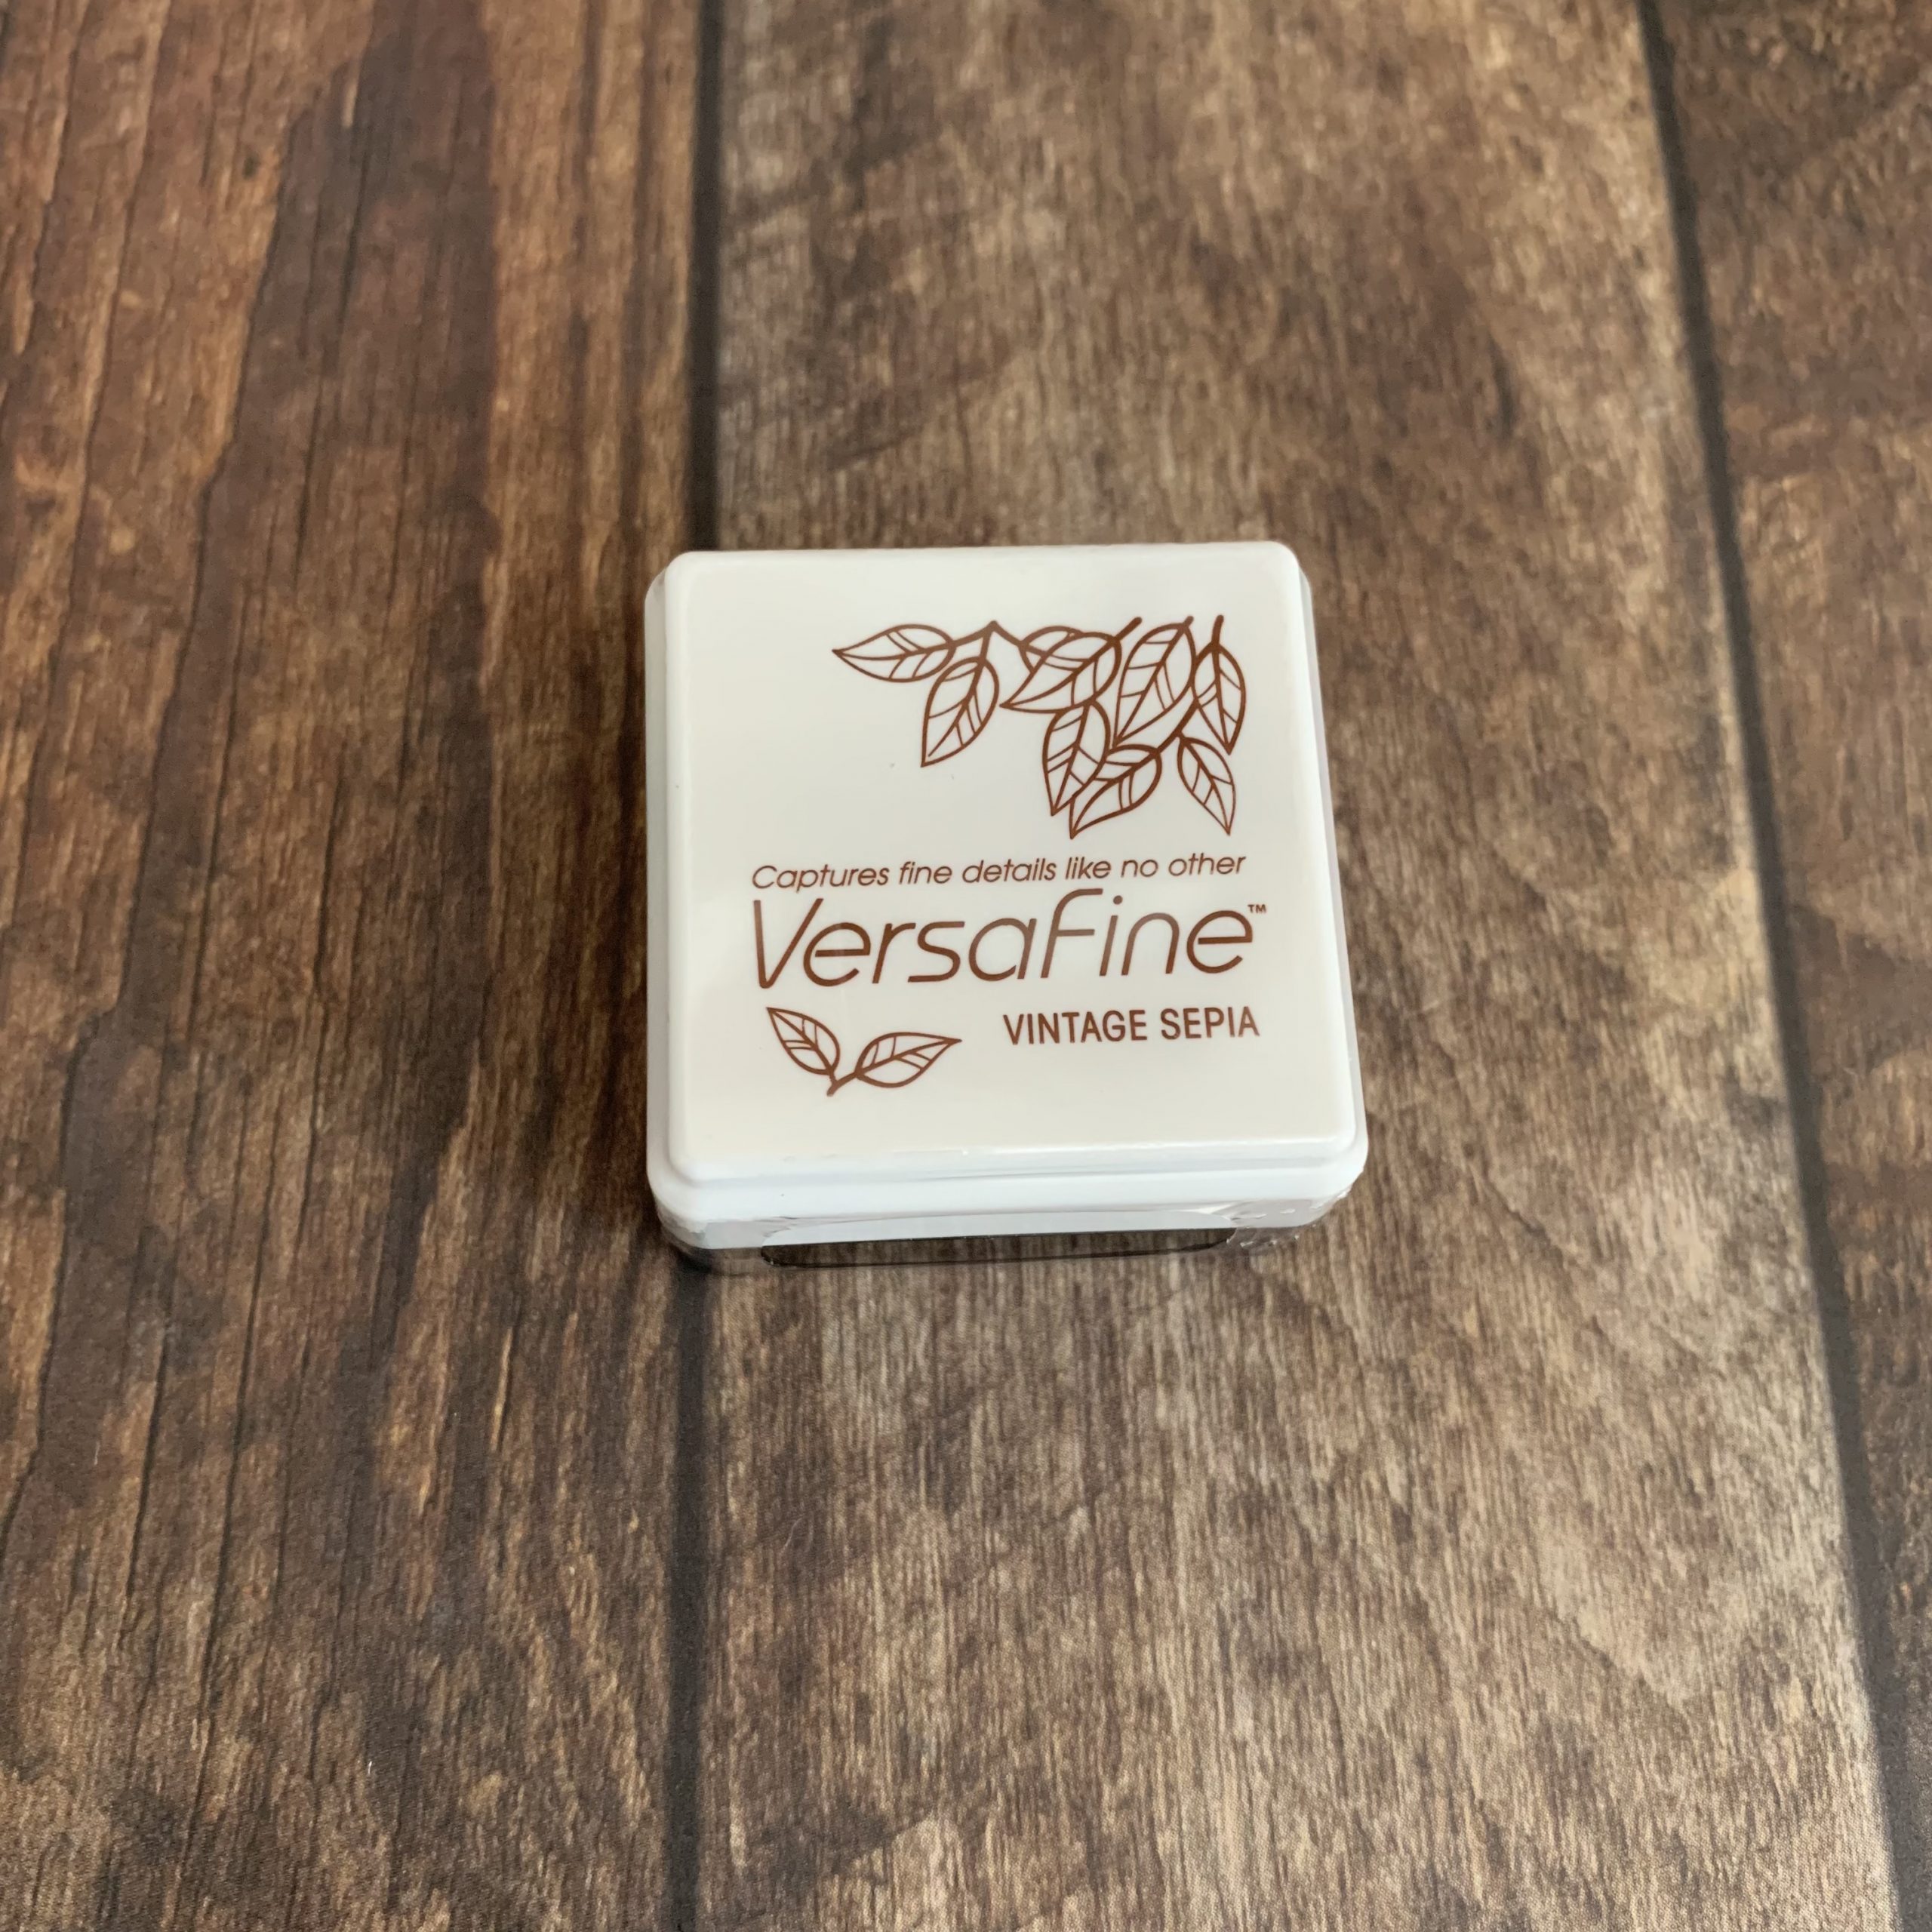 Captures fine details like no other
VersaFine™
VINTAGE SEPIA